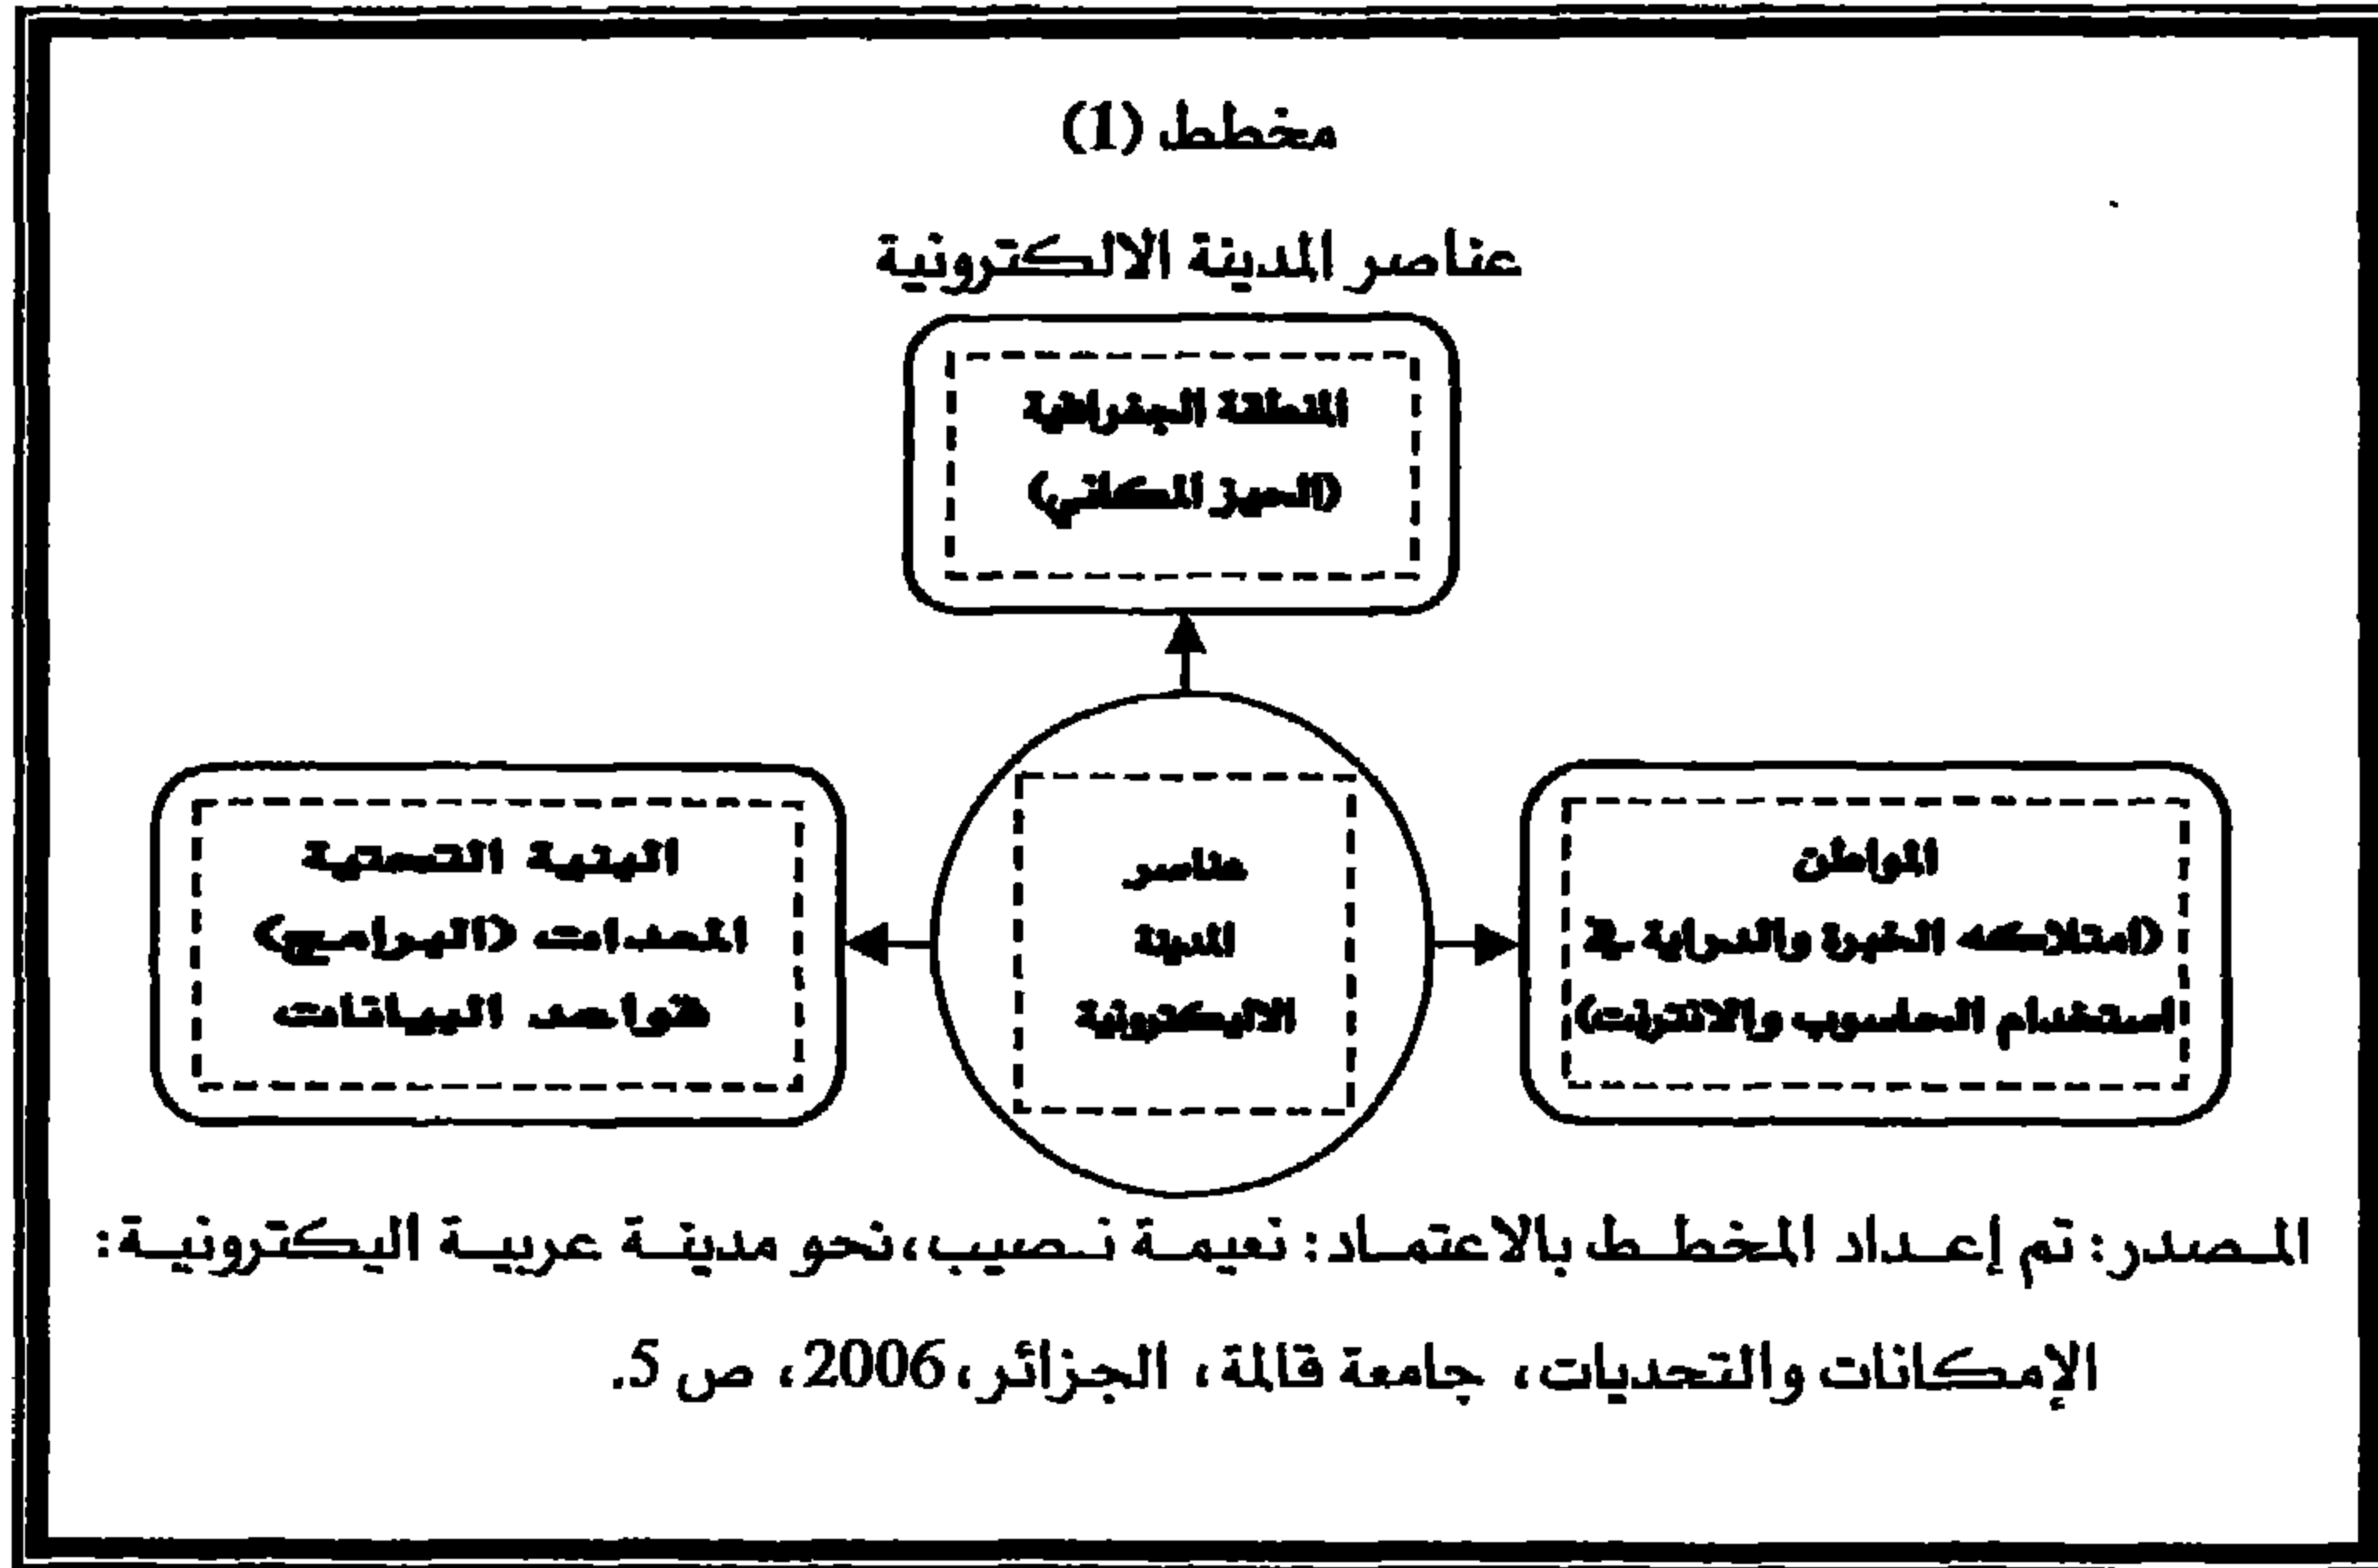 مخطط (1)
عناصر المدينة الالكترونية
المنطقة الجغرافية
(الحيز المكاني)
المواطن
(امتلاكه الخبرة والدراية في
استخدام الحاسوب والانترنت)
عناصر
المدينة
الاليكترونية
البنية التحتية
المعدات (البرامج)
قواعد البيانات
المصدر: تم إعداد المخطط بالاعتماد: نعيمة نصيب، نحو مدينة عربية اليكترونية:
الإمكانات والتحديات، جامعة قالمة، الجزائر، 2006، ص 5.